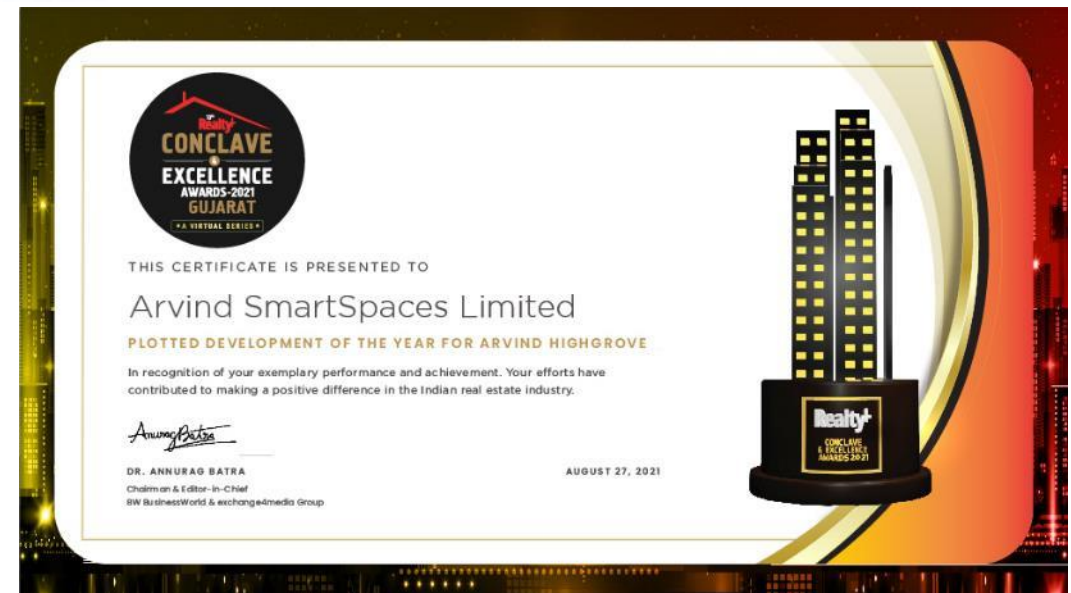 Realty+
CONCLAVE
&
EXCELLENCE
AWARDS-2021
GUJARAT
A VIRTUAL SERIES
THIS CERTIFICATE IS PRESENTED TO
Arvind SmartSpaces Limited
PLOTTED DEVELOPMENT OF THE YEAR FOR ARVIND HIGHGROVE
In recognition of your exemplary performance and achievement. Your efforts have
contributed to making a positive difference in the Indian real estate industry.
Anurag Batra
DR. ANNURAG BATRA
AUGUST 27, 2021
Chairman & Editor-in-Chief
BW BusinessWorld & exchange4media Group
Realty+
CONCLAVE
& EXCELLENCE
AWARDS 2021